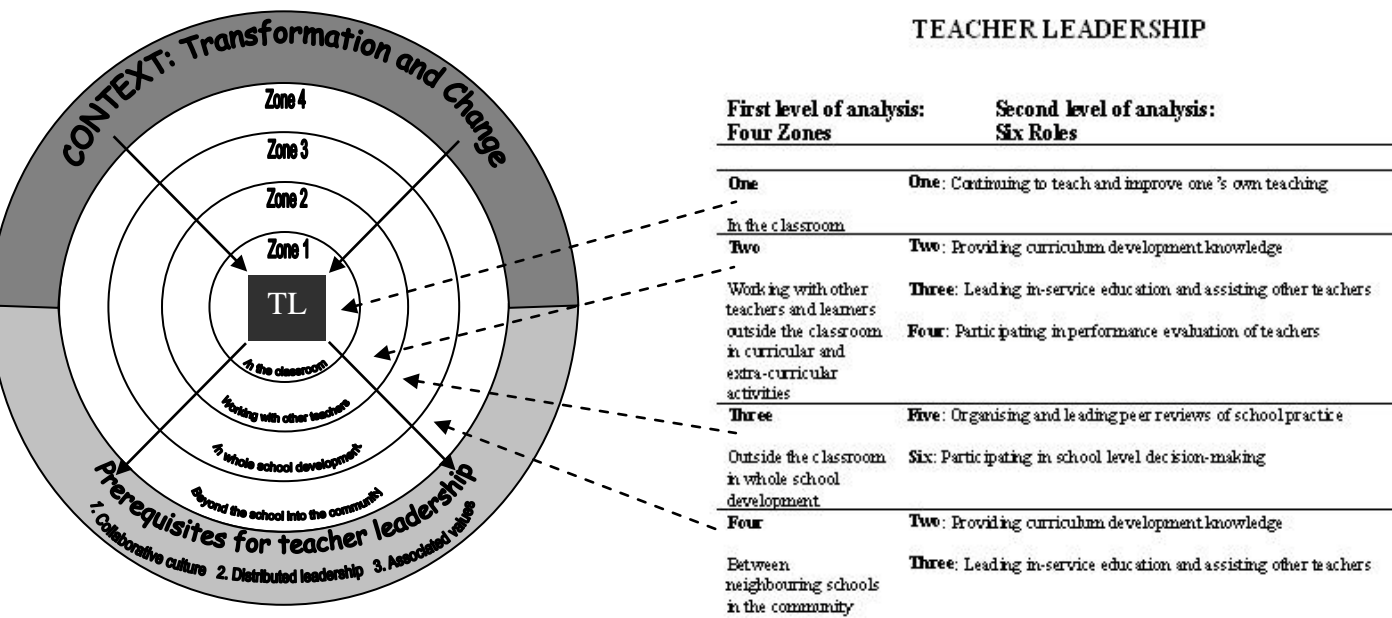 CONTEXT: Transformation and Change
Zone 4
Zone 3
Zone 2
Zone 1
TL
In the classroom
Working with other teachers
In whole school development
Beyond the school into the community
Prerequisites for teacher leadership
1. Collaborative culture 2. Distributed leadership 3. Associated values
TEACHER LEADERSHIP
First level of analysis:
Four Zones
Second level of analysis:
Six Roles
One
In the classroom
One: Continuing to teach and improve one's own teaching
Two
Working with other
teachers and learners
outside the classroom
in curricular and
extra-curricular
activities
Two: Providing curriculum development knowledge
Three: Leading in-service education and assisting other teachers
Four: Participating in performance evaluation of teachers
Three
Outside the classroom
in whole school
development
Five: Organising and leading peer reviews of school practice
Six: Participating in school level decision-making
Four
Between
neighbouring schools
in the community
Two: Providing curriculum development knowledge
Three: Leading in-service education and assisting other teachers